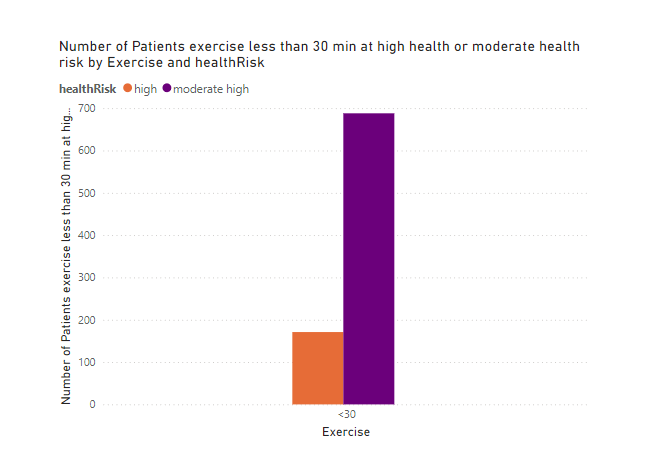 Number of Patients exercise less than 30 min at high health or moderate health
risk by Exercise and healthRisk
healthRisk high moderate high
Number of Patients exercise less than 30 min at hig...
700
600
500
400
300
200
100
0
<30
Exercise